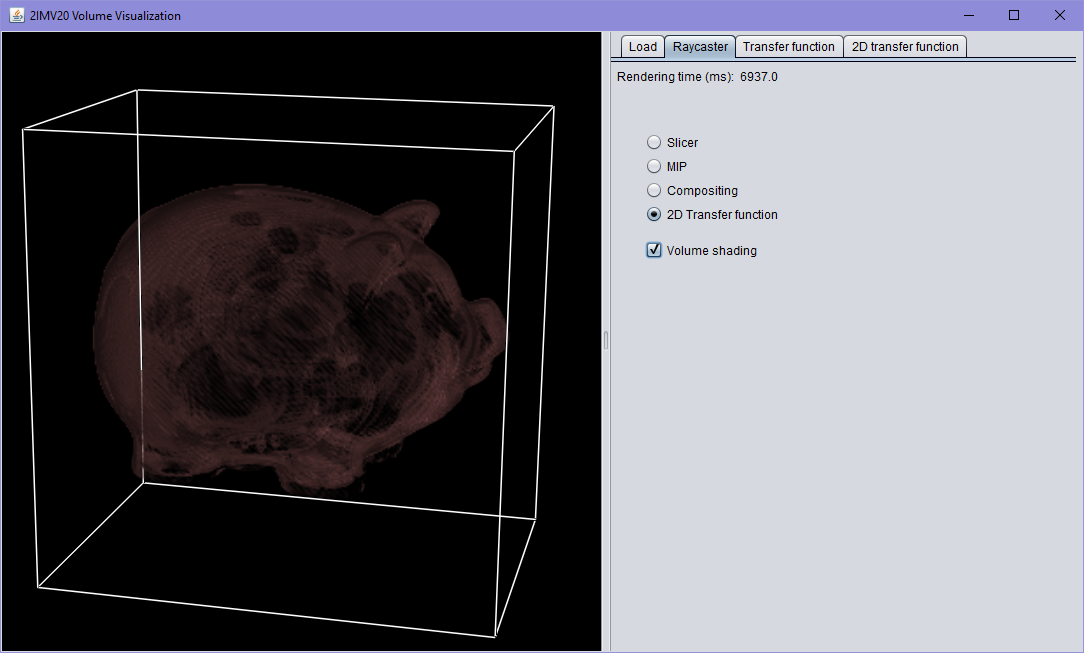 2IMV20 Volume Visualization
Load Raycaster Transfer function 2D transfer function
Rendering time (ms): 6937.0
Slicer
MIP
Compositing
2D Transfer function
Volume shading